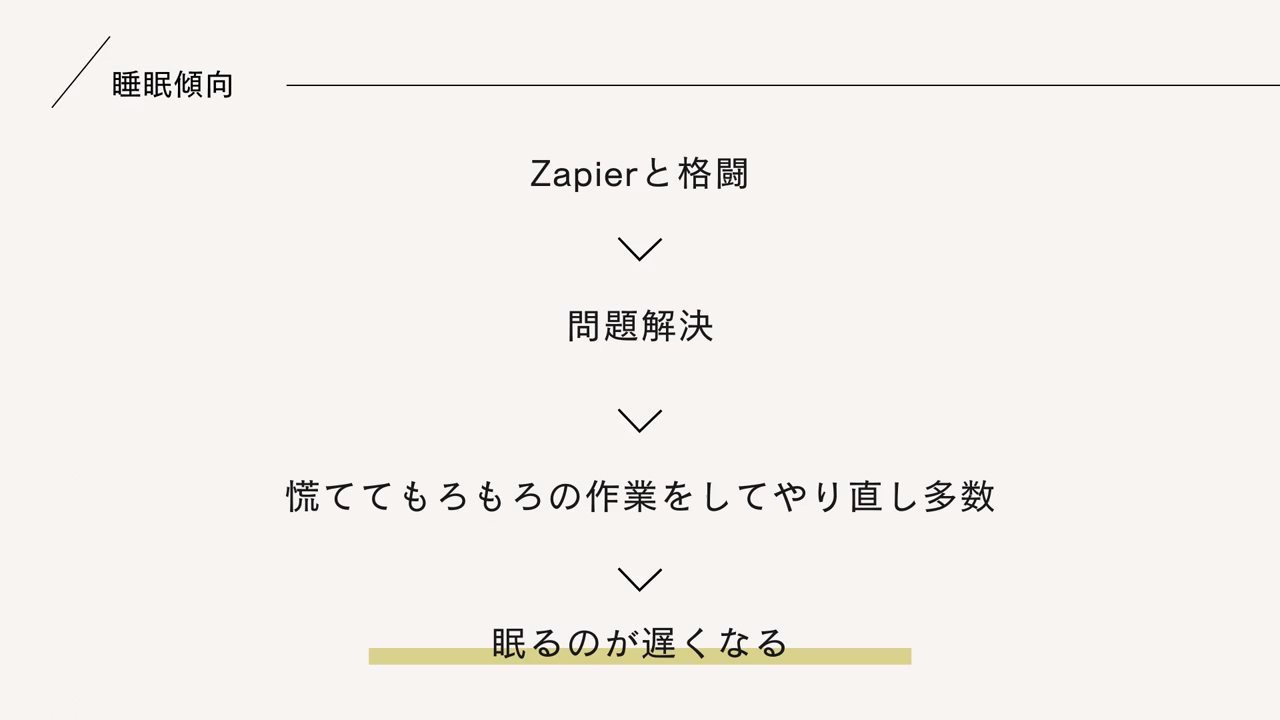 睡眠傾向
Zapierと格闘
問題解決
慌ててもろもろの作業をしてやり直し多数
眠るのが遅くなる